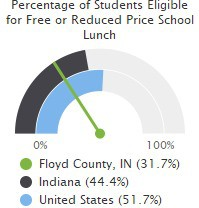 Percentage of Students Eligible
for Free or Reduced Price School
Lunch
0% 100%
Floyd County, IN (31.7%)
Indiana (44.4%)
United States (51.7%)